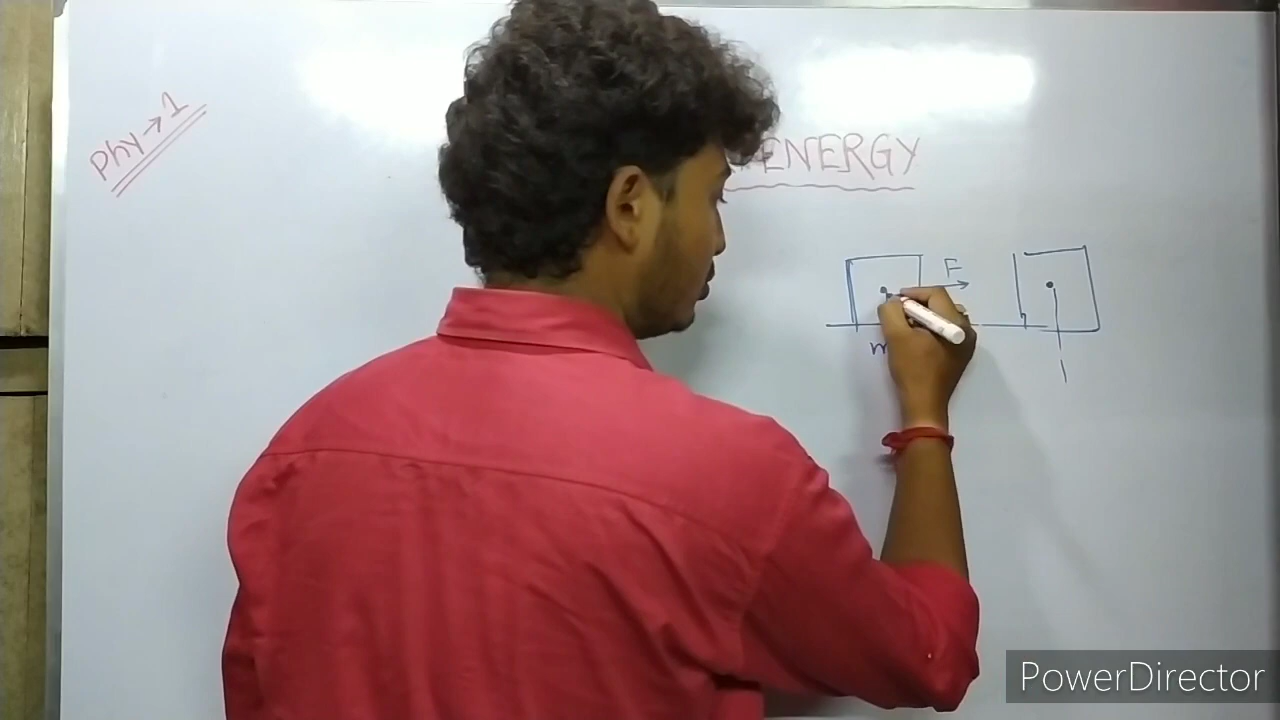 Phy → 1
ENERGY
F
m
PowerDirector